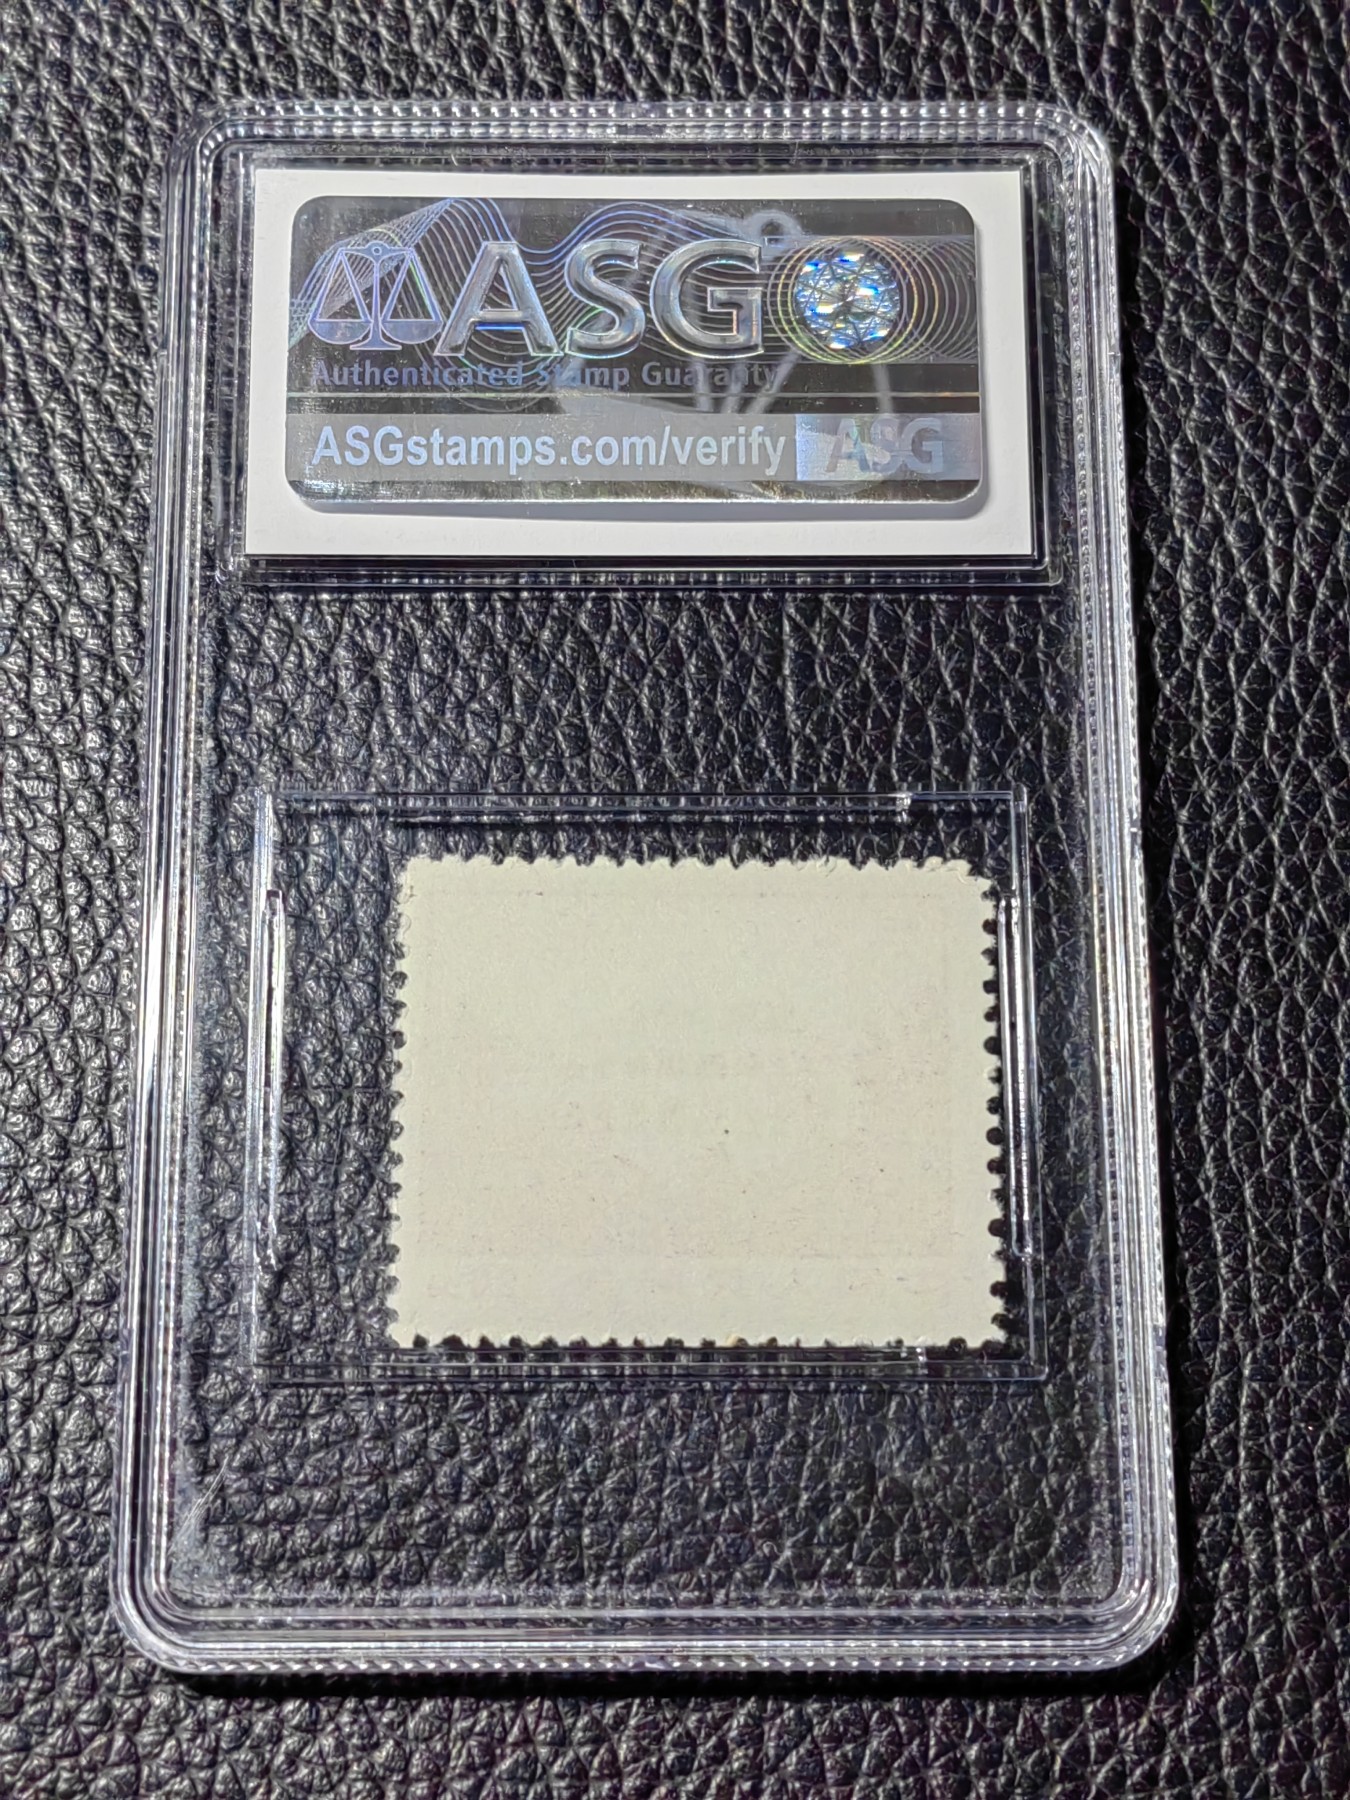 ASG
Authenticated Stamp Guaranty
ASGstamps.com/verify ASG